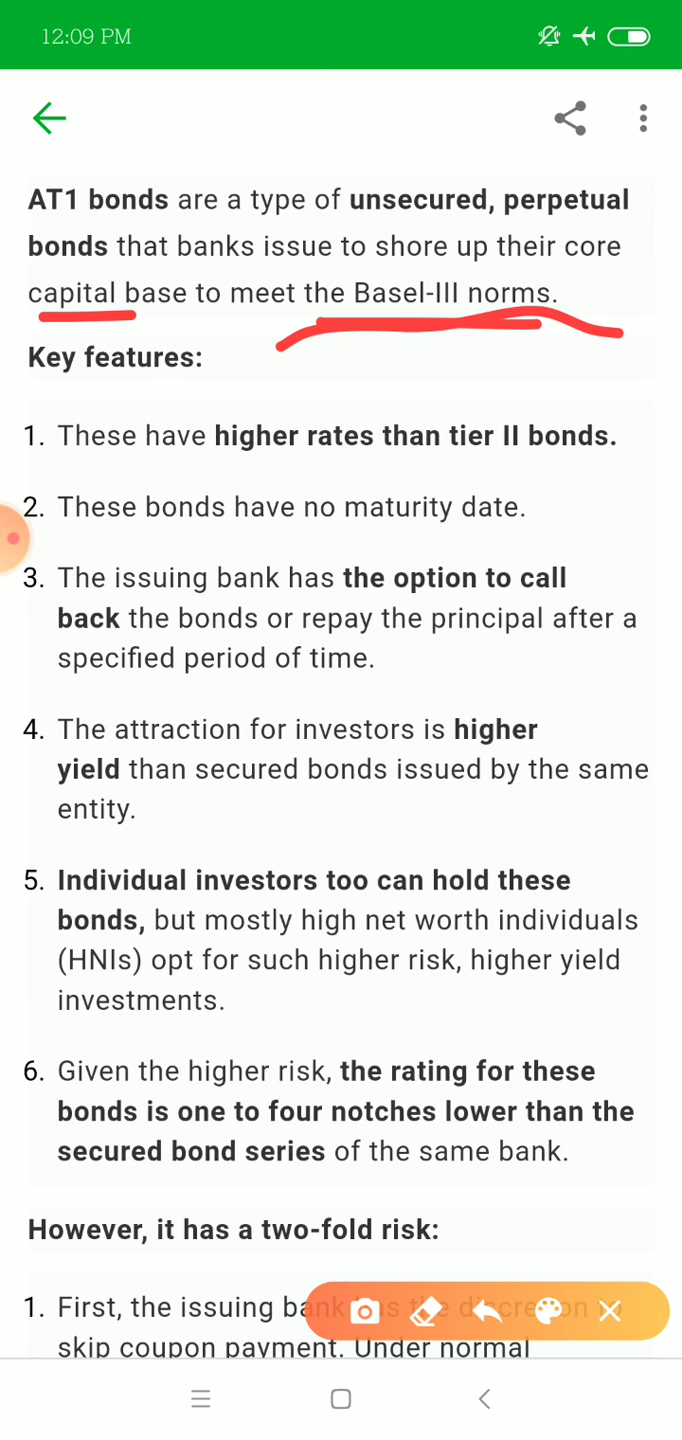 12:09 PM
AT1 bonds are a type of unsecured, perpetual
bonds that banks issue to shore up their core
capital base to meet the Basel-III norms.
Key features:
1. These have higher rates than tier II bonds.
2. These bonds have no maturity date.
3. The issuing bank has the option to call
back the bonds or repay the principal after a
specified period of time.
4. The attraction for investors is higher
yield than secured bonds issued by the same
entity.
5. Individual investors too can hold these
bonds, but mostly high net worth individuals
(HNIs) opt for such higher risk, higher yield
investments.
6. Given the higher risk, the rating for these
bonds is one to four notches lower than the
secured bond series of the same bank.
However, it has a two-fold risk:
1. First, the issuing bank has the discretion to
skip coupon payment. Under normal